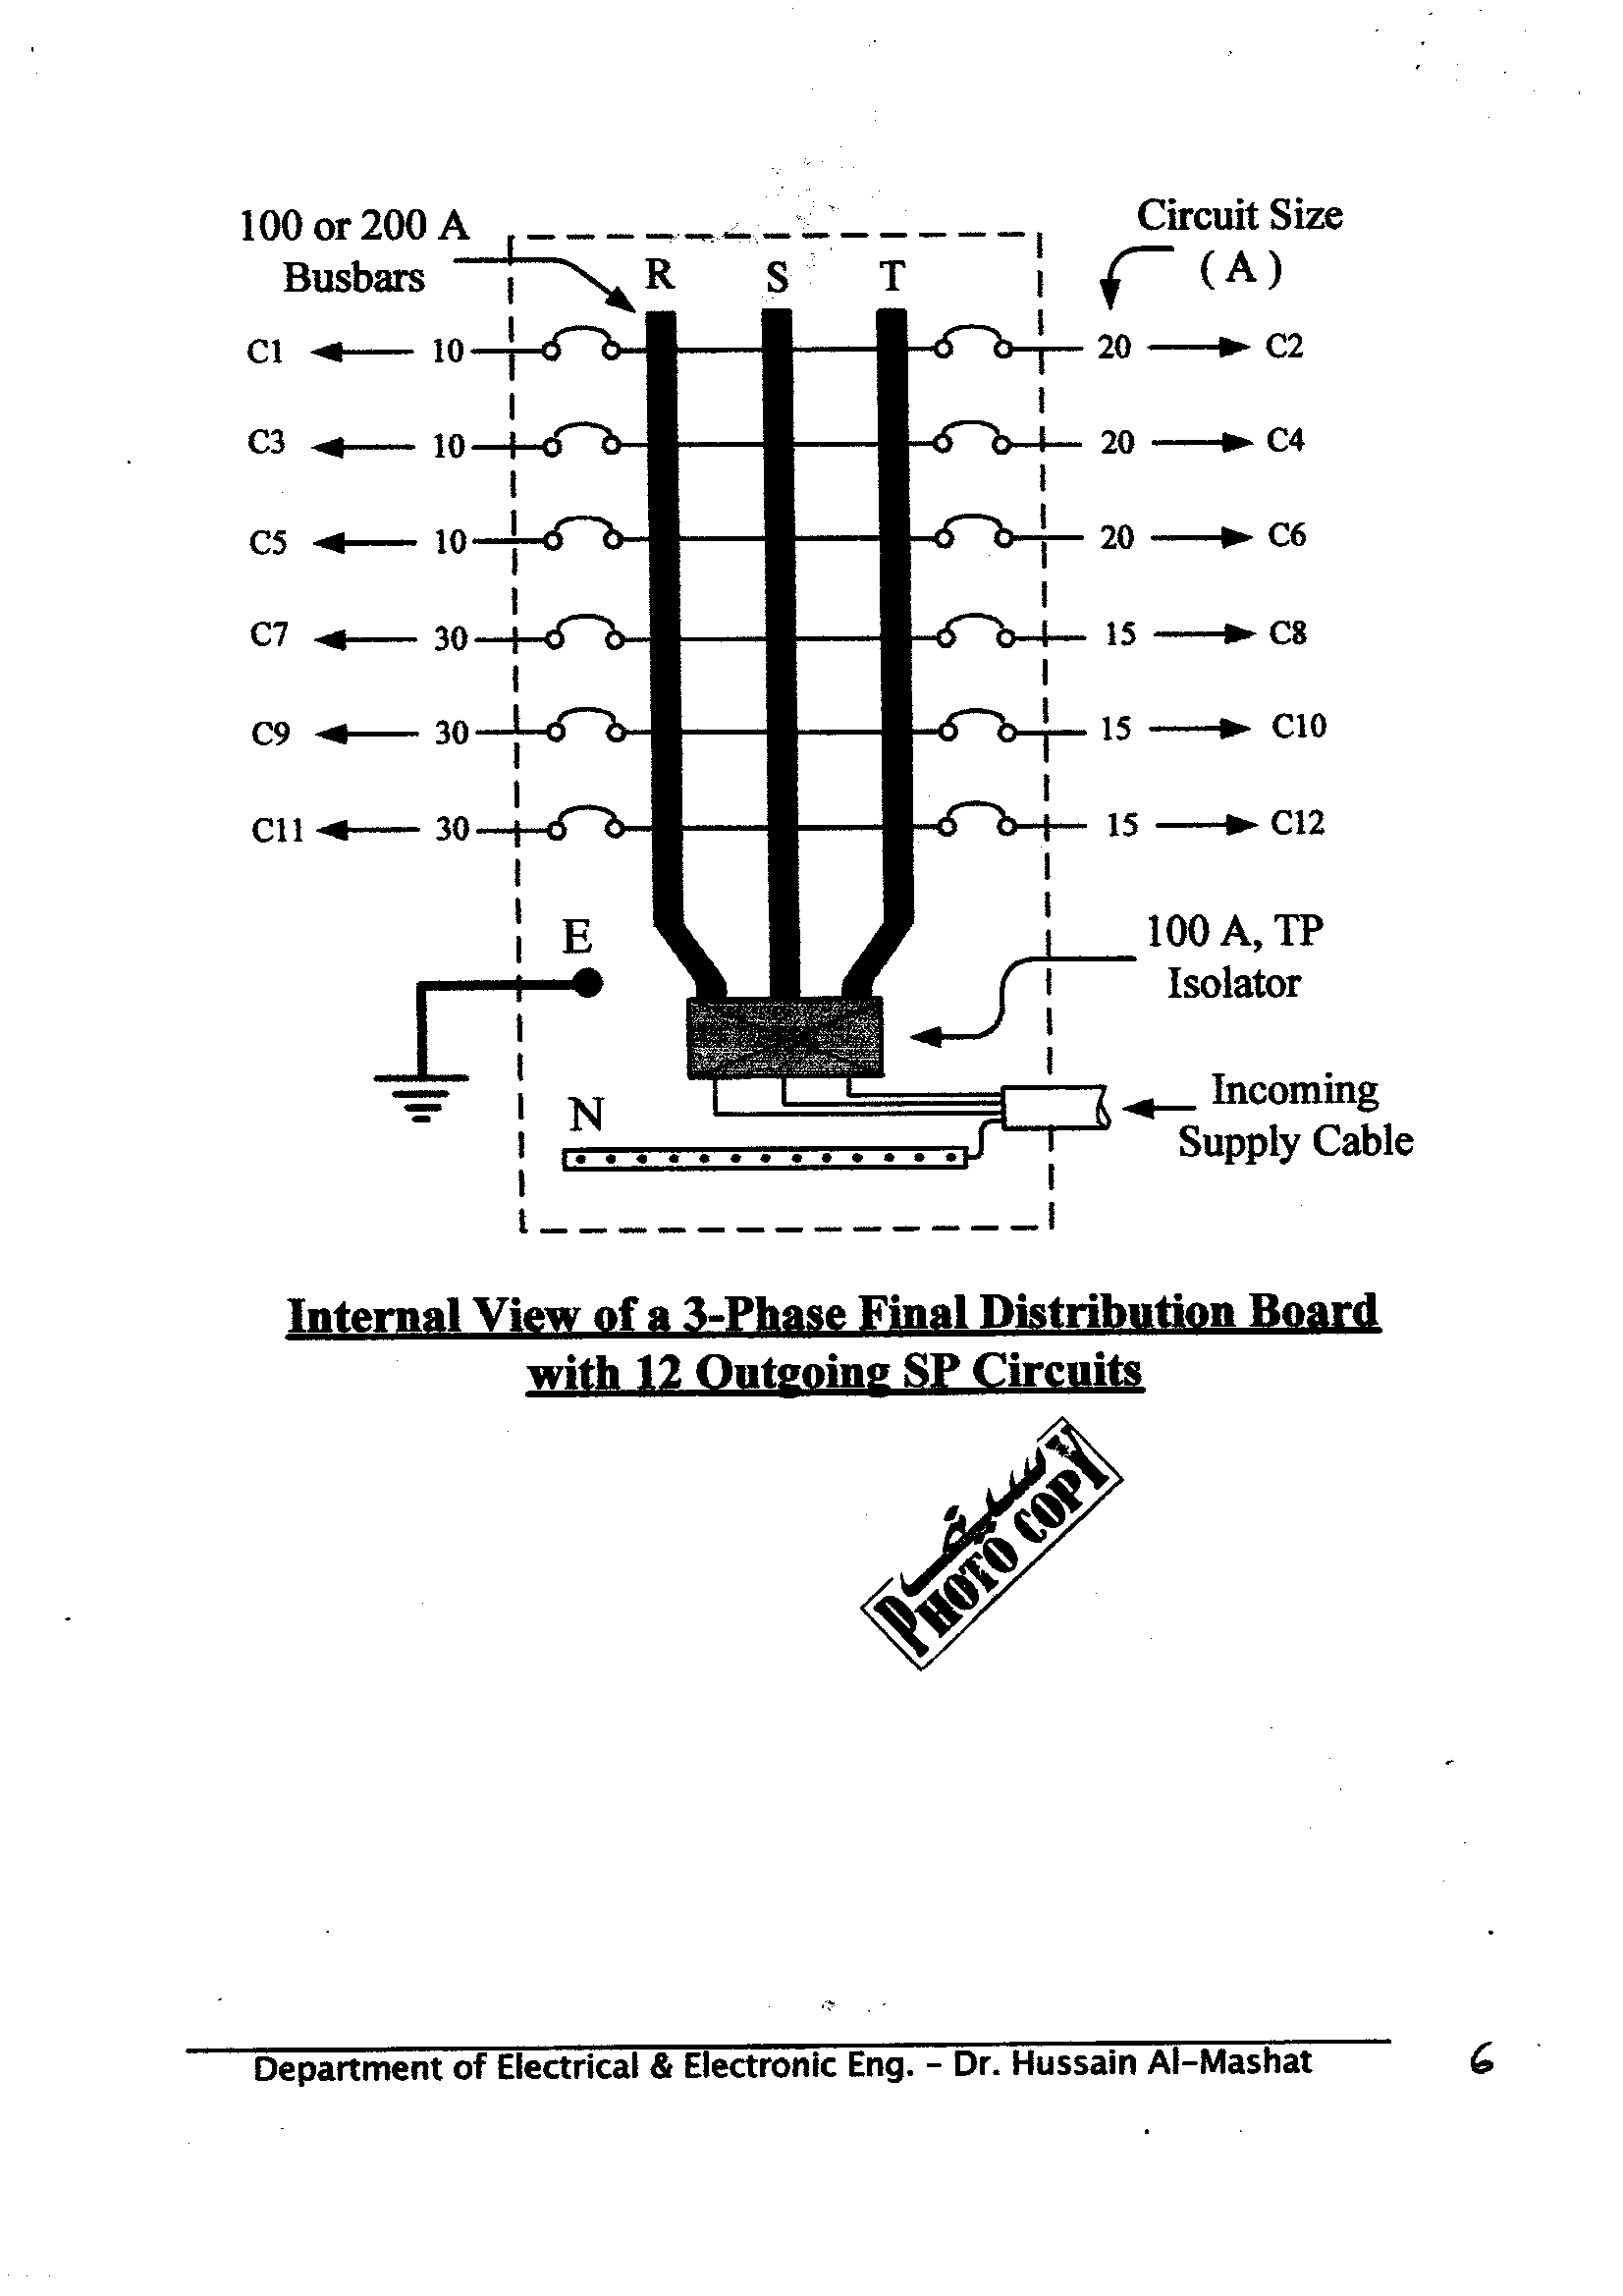 100 or 200 A
Busbars
Circuit Size
( A )
R S T
C1 10 20 C2
C3 10 20 C4
C5 10 20 C6
C7 30 15 C8
C9 30 15 C10
C11 30 15 C12
E
100 A, TP
Isolator
N
Incoming
Supply Cable
Internal View of a 3-Phase Final Distribution Board
with 12 Outgoing SP Circuits
PHOTO COPY
Department of Electrical & Electronic Eng. – Dr. Hussain Al-Mashat
6